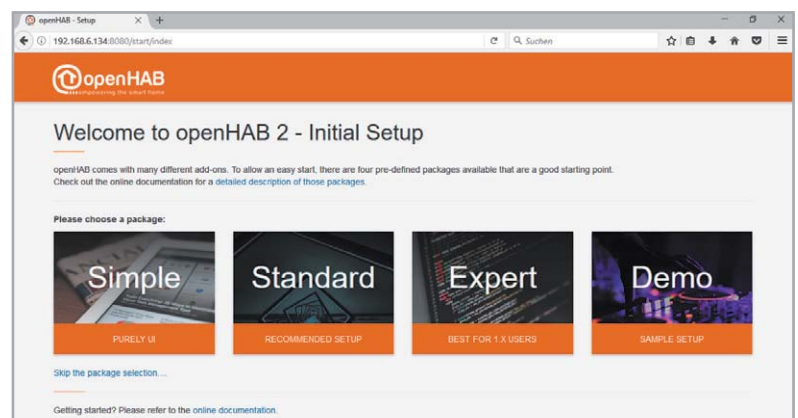 openHAB - Setup
192.168.6.134:8080/start/index
Suchen
openHAB
empowering the smart home
Welcome to openHAB 2 - Initial Setup
openHAB comes with many different add-ons. To allow an easy start, there are four pre-defined packages available that are a good starting point.
Check out the online documentation for a detailed description of those packages.
Please choose a package:
Simple
PURELY UI
Standard
RECOMMENDED SETUP
Expert
BEST FOR 1.X USERS
Demo
SAMPLE SETUP
Skip the package selection...
Getting started? Please refer to the online documentation.